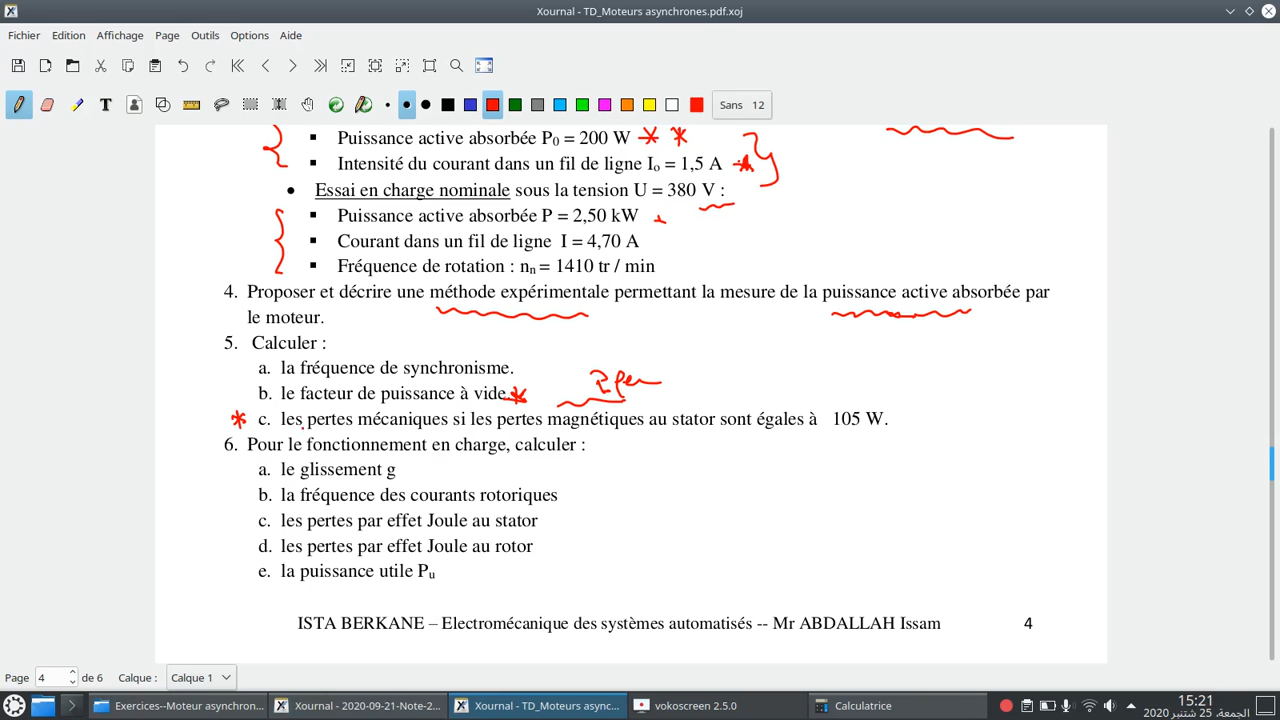 Xournal - TD_Moteurs asynchrones.pdf.xoj
Fichier Edition Affichage Page Outils Options Aide
Sans 12
Puissance active absorbée P0 = 200 W
Intensité du courant dans un fil de ligne Io = 1,5 A
Essai en charge nominale sous la tension U = 380 V :
Puissance active absorbée P = 2,50 kW
Courant dans un fil de ligne I = 4,70 A
Fréquence de rotation : nn = 1410 tr / min
4. Proposer et décrire une méthode expérimentale permettant la mesure de la puissance active absorbée par
le moteur.
5. Calculer :
a. la fréquence de synchronisme.
b. le facteur de puissance à vide.
c. les pertes mécaniques si les pertes magnétiques au stator sont égales à 105 W.
6. Pour le fonctionnement en charge, calculer :
a. le glissement g
b. la fréquence des courants rotoriques
c. les pertes par effet Joule au stator
d. les pertes par effet Joule au rotor
e. la puissance utile Pu
ISTA BERKANE – Electromécanique des systèmes automatisés -- Mr ABDALLAH Issam 4
Page 4 de 6 Calque : Calque 1
Exercices--Moteur asynchron... Xournal - 2020-09-21-Note-2... Xournal - TD_Moteurs async... vokoscreen 2.5.0 Calculatrice
15:21
الجمعة, 25 شتنبر 2020